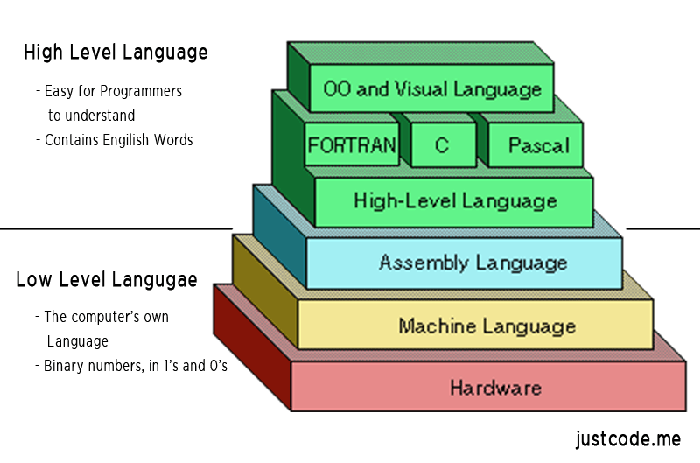 High Level Language
- Easy for Programmers
to understand
- Contains Engilish Words
OO and Visual Language
FORTRAN
C
Pascal
High-Level Language
Assembly Language
Low Level Langugae
- The computer's own
Language
- Binary numbers, in 1's and 0's
Machine Language
Hardware
justcode.me